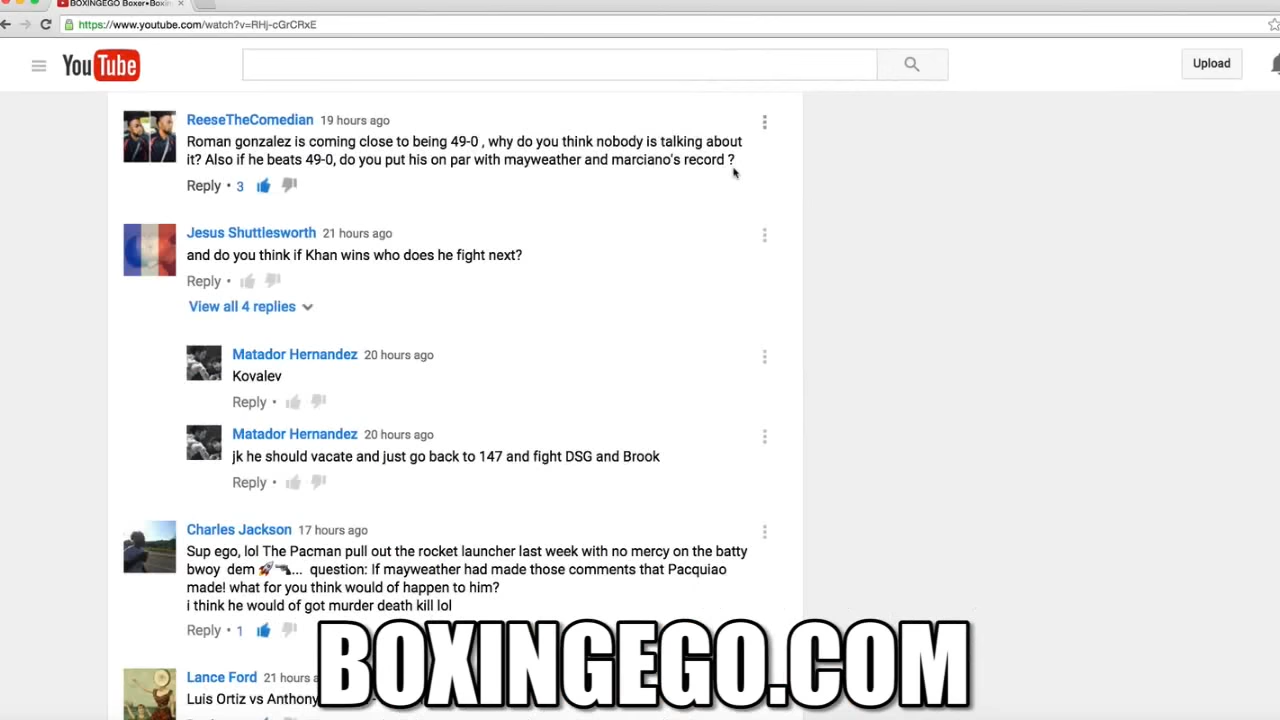 BOXINGEGO Boxer•Boxin
https://www.youtube.com/watch?v=RHj-cGrCRxE
YouTube
Upload
ReeseTheComedian 19 hours ago
Roman gonzalez is coming close to being 49-0 , why do you think nobody is talking about
it? Also if he beats 49-0, do you put his on par with mayweather and marciano's record ?
Reply • 3
Jesus Shuttlesworth 21 hours ago
and do you think if Khan wins who does he fight next?
Reply •
View all 4 replies
Matador Hernandez 20 hours ago
Kovalev
Reply •
Matador Hernandez 20 hours ago
jk he should vacate and just go back to 147 and fight DSG and Brook
Reply •
Charles Jackson 17 hours ago
Sup ego, lol The Pacman pull out the rocket launcher last week with no mercy on the batty
bwoy dem 🚀🔫... question: If mayweather had made those comments that Pacquiao
made! what for you think would of happen to him?
i think he would of got murder death kill lol
Reply • 1
BOXINGEGO.COM
Lance Ford 21 hours
Luis Ortiz vs Anthony